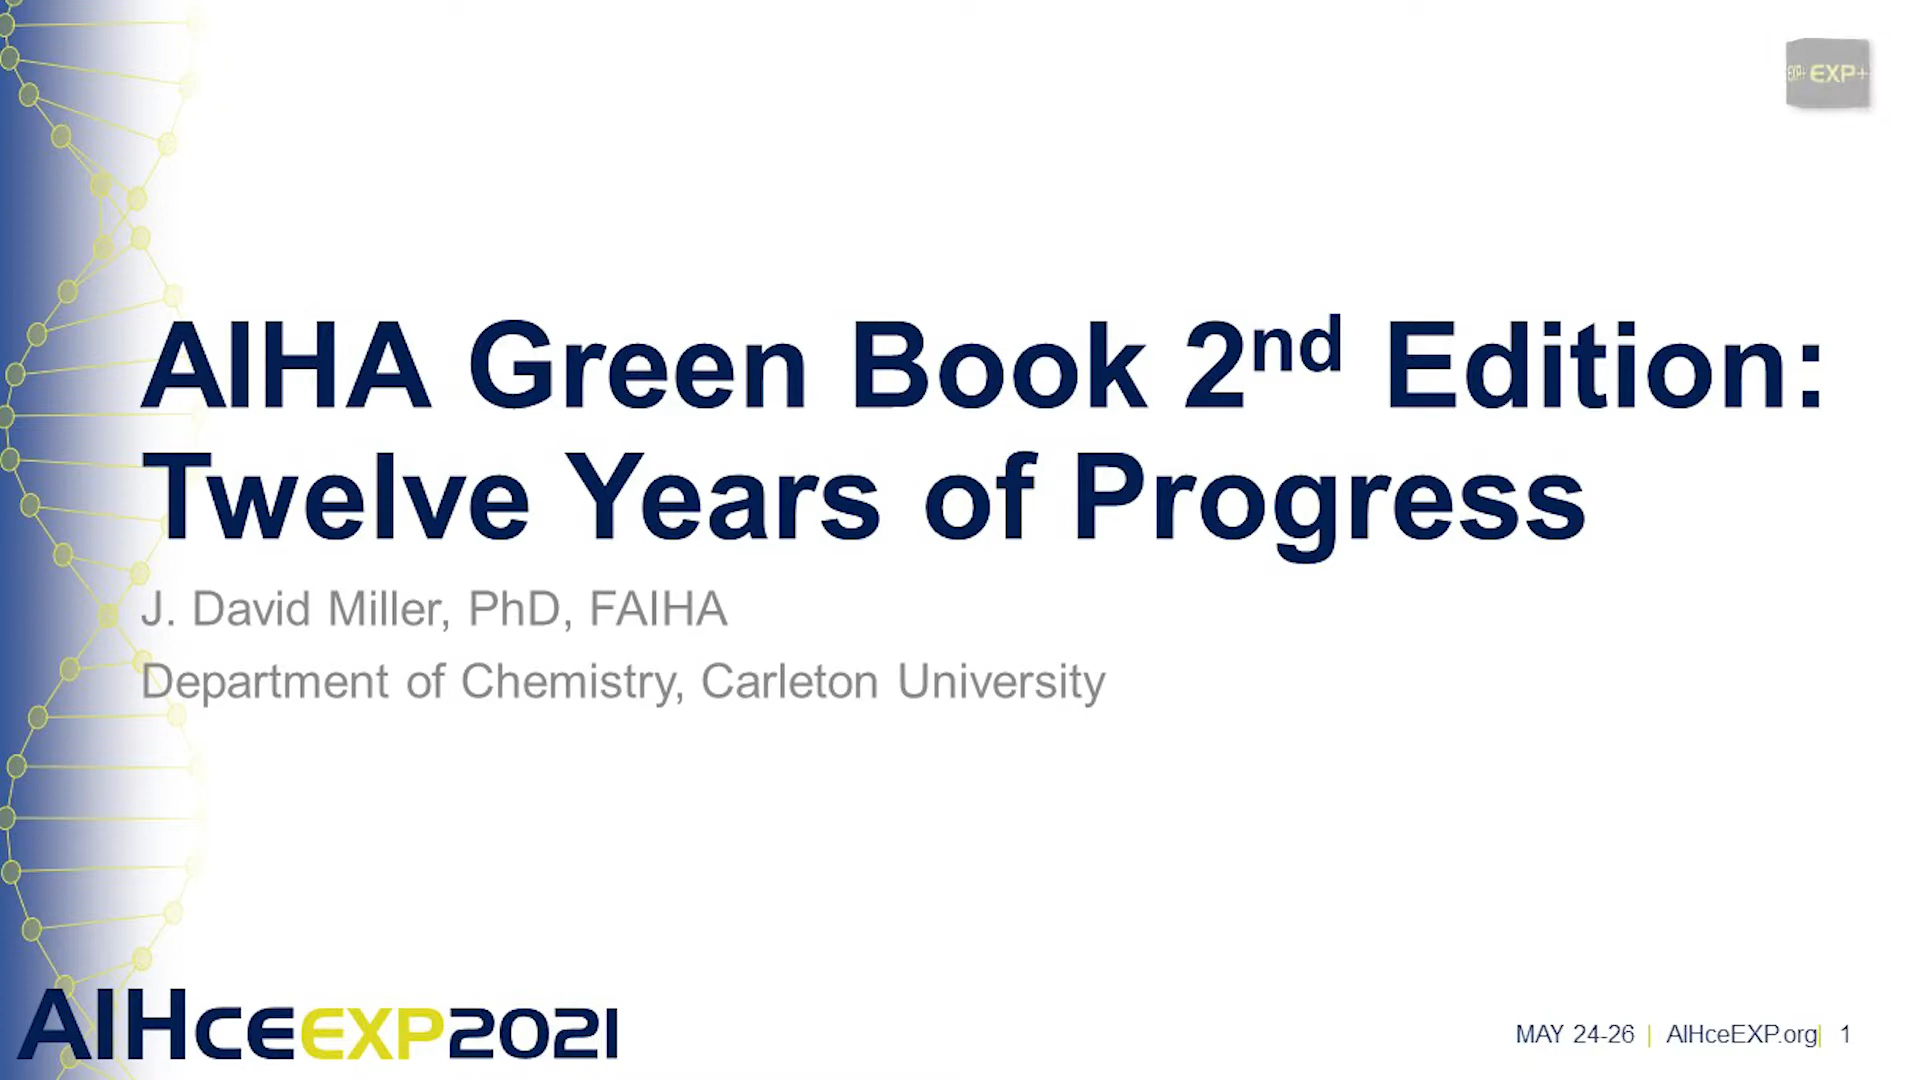 EXP+ EXP+
AIHA Green Book 2nd Edition:
Twelve Years of Progress
J. David Miller, PhD, FAIHA
Department of Chemistry, Carleton University
AIHceEXP2021
MAY 24-26 | AIHceEXP.org| 1